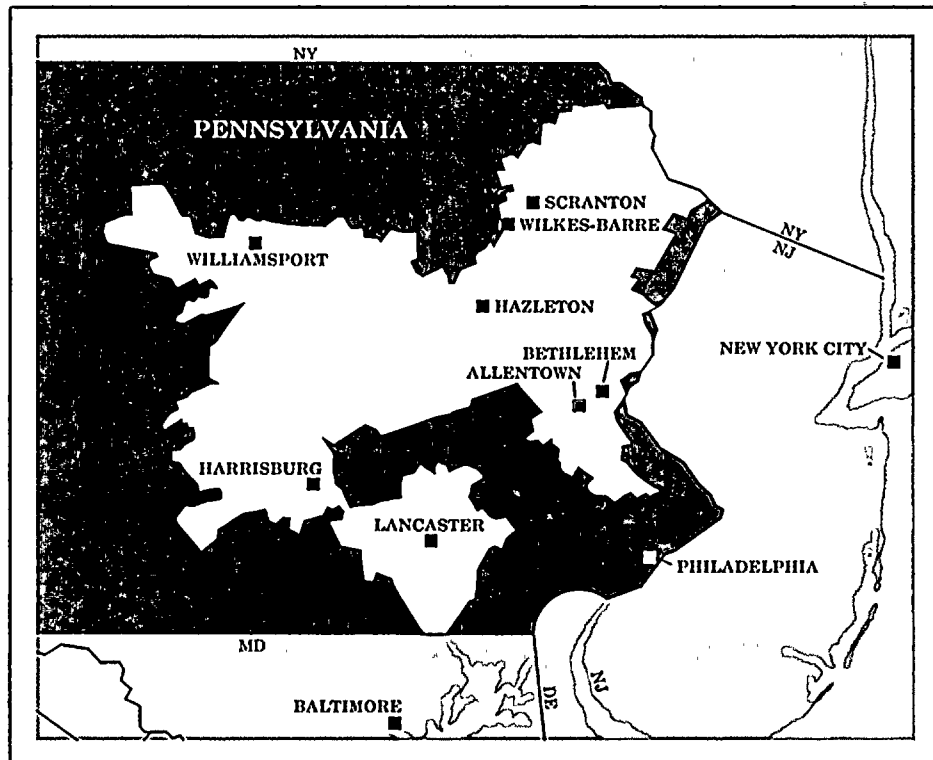 NY
PENNSYLVANIA
SCRANTON
WILKES-BARRE
NY
NJ
WILLIAMSPORT
HAZLETON
NEW YORK CITY
BETHLEHEM
ALLENTOWN
HARRISBURG
LANCASTER
PHILADELPHIA
MD
NJ
DE
BALTIMORE